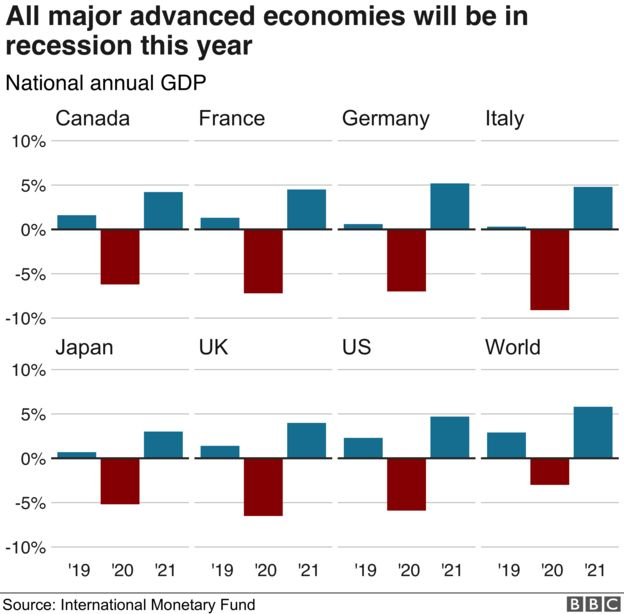 All major advanced economies will be in
recession this year
National annual GDP
Canada France Germany Italy
10%
5%
0%
-5%
-10%
Japan UK US World
10%
5%
0%
-5%
-10%
'19 '20 '21 '19 '20 '21 '19 '20 '21 '19 '20 '21
Source: International Monetary Fund BBC